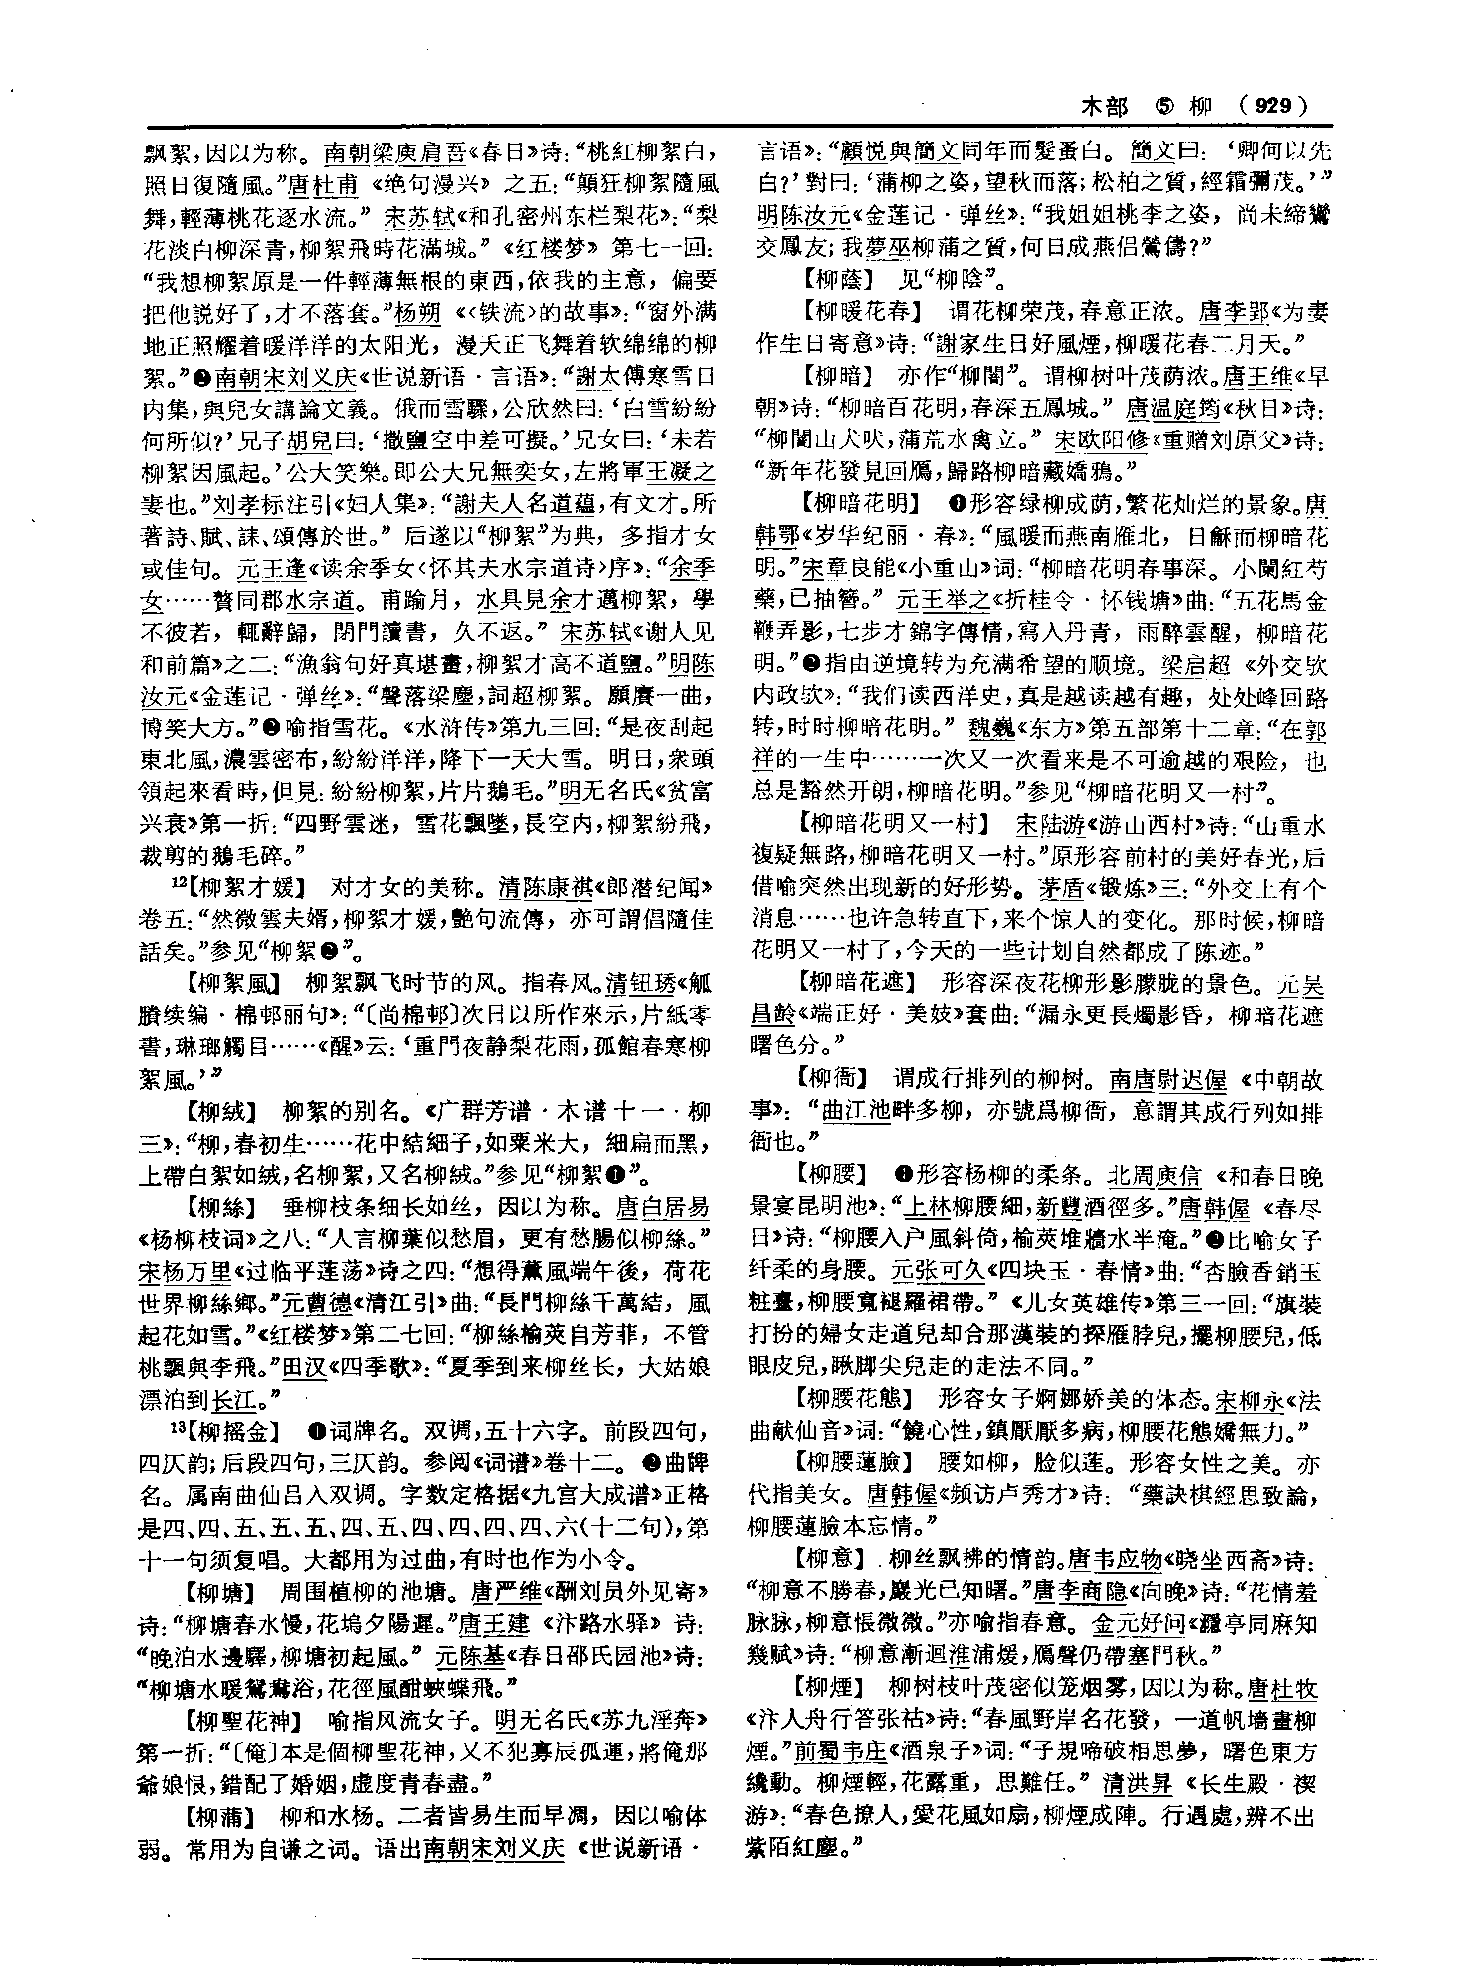 木部 ⑤ 柳 (929)
飘絮，因以为称。南朝梁庾肩吾《春日》诗：“桃紅柳絮白，
照日復隨風。”唐杜甫《绝句漫兴》之五：“顛狂柳絮隨風
舞，輕薄桃花逐水流。”宋苏轼《和孔密州东栏梨花》：“梨
花淡白柳深青，柳絮飛時花滿城。”《红楼梦》第七一回：
“我想柳絮原是一件輕薄無根的東西，依我的主意，偏要
把他説好了，才不落套。”杨朔《〈铁流〉的故事》：“窗外满
地正照耀着暖洋洋的太阳光，漫天正飞舞着软绵绵的柳
絮。”❷南朝宋刘义庆《世说新语·言语》：“謝太傅寒雪日
内集，與兒女講論文義。俄而雪驟，公欣然曰：‘白雪紛紛
何所似？’兄子胡兒曰：‘撒鹽空中差可擬。’兄女曰：‘未若
柳絮因風起。’公大笑樂。即公大兄無奕女，左將軍王凝之
妻也。”刘孝标注引《妇人集》：“謝夫人名道蘊，有文才。所
著詩、賦、誄、頌傳於世。”后遂以“柳絮”为典，多指才女
或佳句。元王逢《读余季女〈怀其夫水宗道诗〉序》：“余季
女……贅同郡水宗道。甫踰月，水具見余才邁柳絮，學
不彼若，輒辭歸，閉門讀書，久不返。”宋苏轼《谢人见
和前篇》之二：“漁翁句好真堪畫，柳絮才高不道鹽。”明陈
汝元《金莲记·弹丝》：“聲落梁塵，詞超柳絮。願賡一曲，
博笑大方。”❷喻指雪花。《水浒传》第九三回：“是夜刮起
東北風，濃雲密布，紛紛洋洋，降下一天大雪。明日，衆頭
領起來看時，但見：紛紛柳絮，片片鵝毛。”明无名氏《贫富
兴衰》第一折：“四野雲迷，雪花飄墜，長空内，柳絮紛飛，
裁剪的鵝毛碎。”
¹²【柳絮才媛】 对才女的美称。清陈康祺《郎潜纪闻》
卷五：“然微雲夫婿，柳絮才媛，艷句流傳，亦可謂倡隨佳
話矣。”参见“柳絮❷”。
【柳絮風】 柳絮飘飞时节的风。指春风。清钮琇《觚
賸续编·棉邨丽句》：“〔尚棉邨〕次日以所作來示，片紙零
書，琳瑯觸目……《醒》云：‘重門夜静梨花雨，孤館春寒柳
絮風。’”
【柳絨】 柳絮的别名。《广群芳谱·木谱十一·柳
三》：“柳，春初生……花中結細子，如粟米大，細扁而黑，
上帶白絮如絨，名柳絮，又名柳絨。”参见“柳絮❶”。
【柳絲】 垂柳枝条细长如丝，因以为称。唐白居易
《杨柳枝词》之八：“人言柳葉似愁眉，更有愁腸似柳絲。”
宋杨万里《过临平莲荡》诗之四：“想得薰風端午後，荷花
世界柳絲鄉。”元曹德《清江引》曲：“長門柳絲千萬結，風
起花如雪。”《红楼梦》第二七回：“柳絲榆莢自芳菲，不管
桃飄與李飛。”田汉《四季歌》：“夏季到来柳丝长，大姑娘
漂泊到长江。”
¹³【柳摇金】 ❶词牌名。双调，五十六字。前段四句，
四仄韵；后段四句，三仄韵。参阅《词谱》卷十二。❷曲牌
名。属南曲仙吕入双调。字数定格据《九宫大成谱》正格
是四、四、五、五、五、四、五、四、四、四、四、六（十二句），第
十一句须复唱。大都用为过曲，有时也作为小令。
【柳塘】 周围植柳的池塘。唐严维《酬刘员外见寄》
诗：“柳塘春水慢，花塢夕陽遲。”唐王建《汴路水驿》诗：
“晚泊水邊驛，柳塘初起風。”元陈基《春日邵氏园池》诗：
“柳塘水暖鴛鴦浴，花徑風酣蛺蝶飛。”
【柳聖花神】 喻指风流女子。明无名氏《苏九淫奔》
第一折：“〔俺〕本是個柳聖花神，又不犯寡辰孤運，將俺那
爺娘恨，錯配了婚姻，虚度青春盡。”
【柳蒲】 柳和水杨。二者皆易生而早凋，因以喻体
弱。常用为自谦之词。语出南朝宋刘义庆《世说新语·
言语》：“顧悦與簡文同年而髮蚤白。簡文曰：‘卿何以先
白？’對曰：‘蒲柳之姿，望秋而落；松柏之質，經霜彌茂。’”
明陈汝元《金莲记·弹丝》：“我姐姐桃李之姿，尚未締鸞
交鳳友；我夢巫柳蒲之質，何日成燕侣鶯儔？”
【柳蔭】 见“柳陰”。
【柳暖花春】 谓花柳荣茂，春意正浓。唐李郢《为妻
作生日寄意》诗：“謝家生日好風煙，柳暖花春二月天。”
【柳暗】 亦作“柳闇”。谓柳树叶茂荫浓。唐王维《早
朝》诗：“柳暗百花明，春深五鳳城。”唐温庭筠《秋日》诗：
“柳闇山犬吠，蒲荒水禽立。”宋欧阳修《重赠刘原父》诗：
“新年花發見回鴈，歸路柳暗藏嬌鴉。”
【柳暗花明】 ❶形容绿柳成荫，繁花灿烂的景象。唐
韩鄂《岁华纪丽·春》：“風暖而燕南雁北，日龢而柳暗花
明。”宋章良能《小重山》词：“柳暗花明春事深。小闌紅芍
藥，已抽簪。”元王举之《折桂令·怀钱塘》曲：“五花馬金
鞭弄影，七步才錦字傳情，寫入丹青，雨醉雲醒，柳暗花
明。”❷指由逆境转为充满希望的顺境。梁启超《外交欤
内政欤》：“我们读西洋史，真是越读越有趣，处处峰回路
转，时时柳暗花明。”魏巍《东方》第五部第十二章：“在郭
祥的一生中……一次又一次看来是不可逾越的艰险，也
总是豁然开朗，柳暗花明。”参见“柳暗花明又一村”。
【柳暗花明又一村】 宋陆游《游山西村》诗：“山重水
複疑無路，柳暗花明又一村。”原形容前村的美好春光，后
借喻突然出现新的好形势。茅盾《锻炼》三：“外交上有个
消息……也许急转直下，来个惊人的变化。那时候，柳暗
花明又一村了，今天的一些计划自然都成了陈迹。”
【柳暗花遮】 形容深夜花柳形影朦胧的景色。元吴
昌龄《端正好·美妓》套曲：“漏永更長燭影昏，柳暗花遮
曙色分。”
【柳衙】 谓成行排列的柳树。南唐尉迟偓《中朝故
事》：“曲江池畔多柳，亦號爲柳衙，意謂其成行列如排
衙也。”
【柳腰】 ❶形容杨柳的柔条。北周庾信《和春日晚
景宴昆明池》：“上林柳腰細，新豐酒徑多。”唐韩偓《春尽
日》诗：“柳腰入户風斜倚，榆莢堆牆水半淹。”❷比喻女子
纤柔的身腰。元张可久《四块玉·春情》曲：“杏臉香銷玉
粧臺，柳腰寬褪羅裙帶。”《儿女英雄传》第三一回：“旗裝
打扮的婦女走道兒却合那漢裝的探雁脖兒，擺柳腰兒，低
眼皮兒，瞅脚尖兒走的走法不同。”
【柳腰花態】 形容女子婀娜娇美的体态。宋柳永《法
曲献仙音》词：“饒心性，鎮厭厭多病，柳腰花態嬌無力。”
【柳腰蓮臉】 腰如柳，脸似莲。形容女性之美。亦
代指美女。唐韩偓《频访卢秀才》诗：“藥訣棋經思致論，
柳腰蓮臉本忘情。”
【柳意】 柳丝飘拂的情韵。唐韦应物《晓坐西斋》诗：
“柳意不勝春，巖光已知曙。”唐李商隐《向晚》诗：“花情羞
脉脉，柳意悵微微。”亦喻指春意。金元好问《㶏亭同麻知
幾赋》诗：“柳意漸迴淮浦煖，鴈聲仍帶塞門秋。”
【柳煙】 柳树枝叶茂密似笼烟雾，因以为称。唐杜牧
《汴人舟行答张祜》诗：“春風野岸名花發，一道帆墻畫柳
煙。”前蜀韦庄《酒泉子》词：“子規啼破相思夢，曙色東方
纔動。柳煙輕，花露重，思難任。”清洪昇《长生殿·禊
游》：“春色撩人，愛花風如扇，柳煙成陣。行遇處，辨不出
紫陌紅塵。”